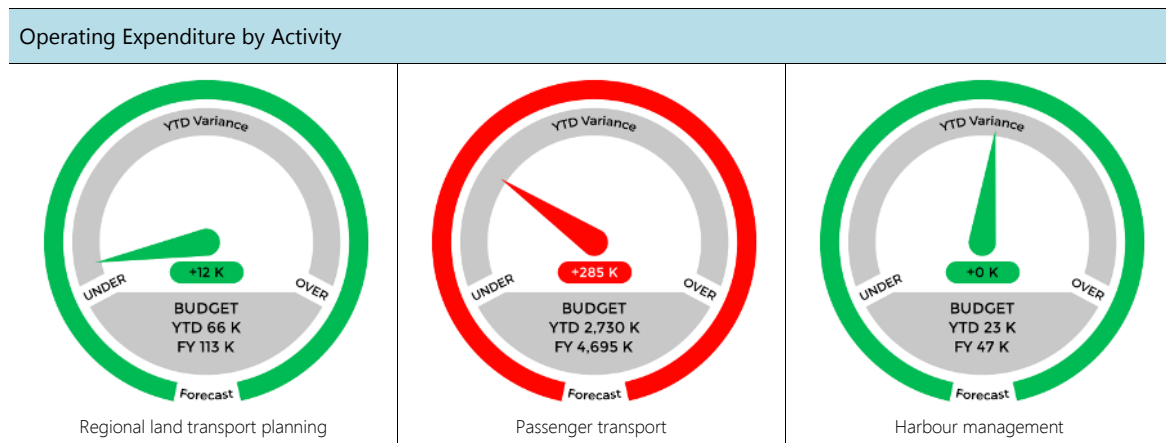 Operating Expenditure by Activity
YTD Variance
+12 K
UNDER
OVER
BUDGET
YTD 66 K
FY 113 K
Forecast
Regional land transport planning
YTD Variance
+285 K
UNDER
OVER
BUDGET
YTD 2,730 K
FY 4,695 K
Forecast
Passenger transport
YTD Variance
+0 K
UNDER
OVER
BUDGET
YTD 23 K
FY 47 K
Forecast
Harbour management